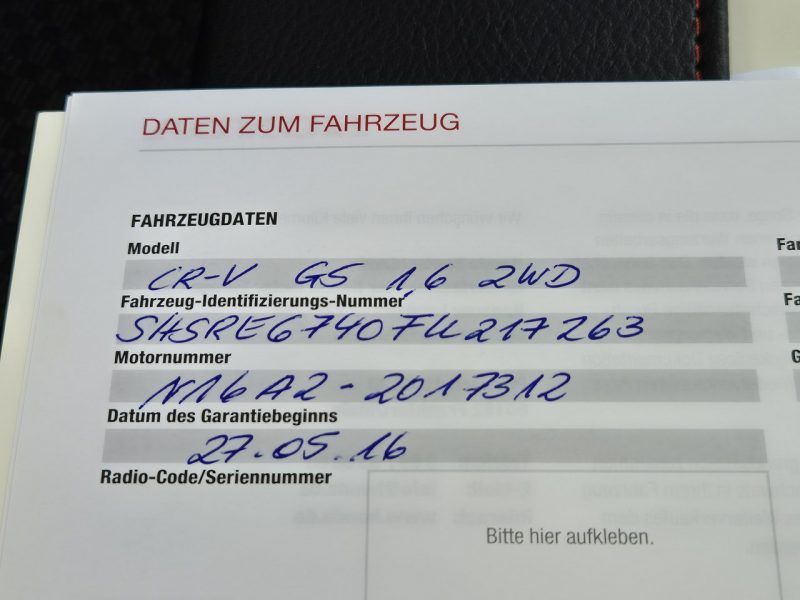 DATEN ZUM FAHRZEUG
FAHRZEUGDATEN
Modell
CR-V GS 1,6 2WD
Fahrzeug-Identifizierungs-Nummer
SHSRE6740FU217263
Motornummer
N16A2-2017312
Datum des Garantiebeginns
27.05.16
Radio-Code/Seriennummer
Bitte hier aufkleben.